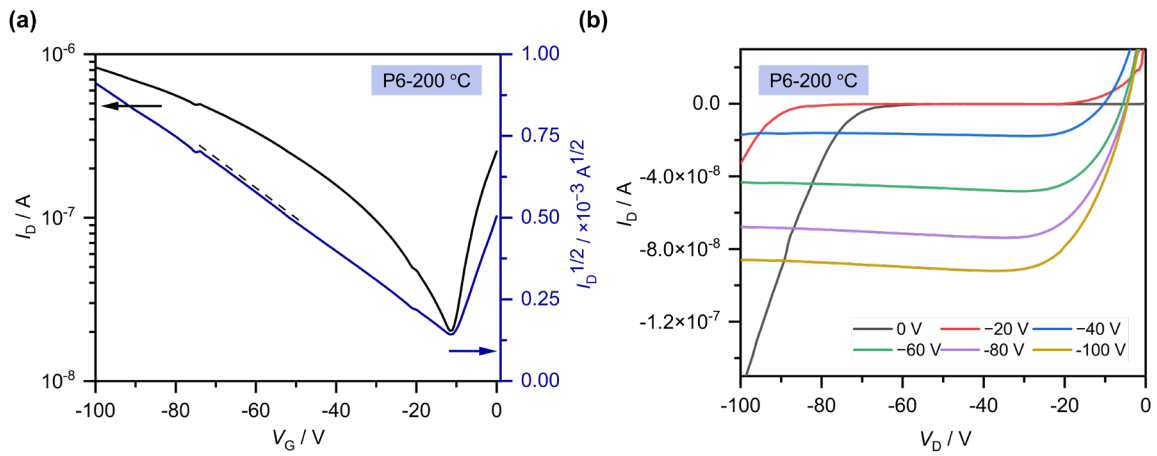 (a)
P6-200 °C
10⁻⁶
10⁻⁷
10⁻⁸
I_D / A
1.00
0.75
0.50
0.25
0.00
I_D^1/2 / ×10⁻³ A^1/2
-100
-80
-60
-40
-20
0
V_G / V
(b)
P6-200 °C
0.0
-4.0×10⁻⁸
-8.0×10⁻⁸
-1.2×10⁻⁷
I_D / A
0 V
−20 V
−40 V
−60 V
-80 V
-100 V
-100
-80
-60
-40
-20
0
V_D / V